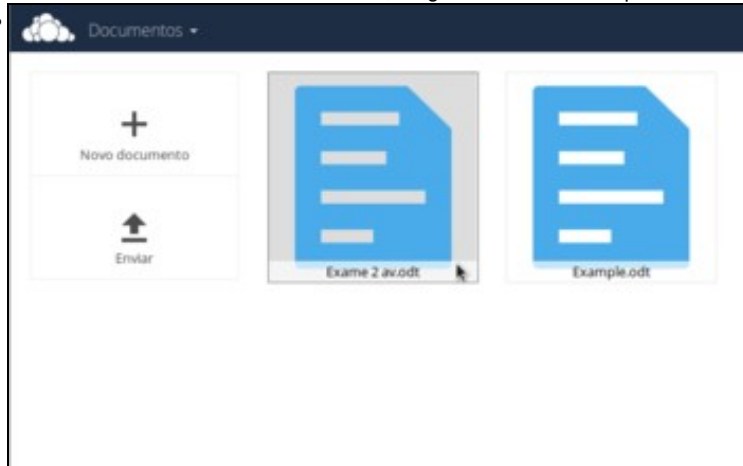 Documentos
Novo documento
Enviar
Exame 2 av.odt
Example.odt